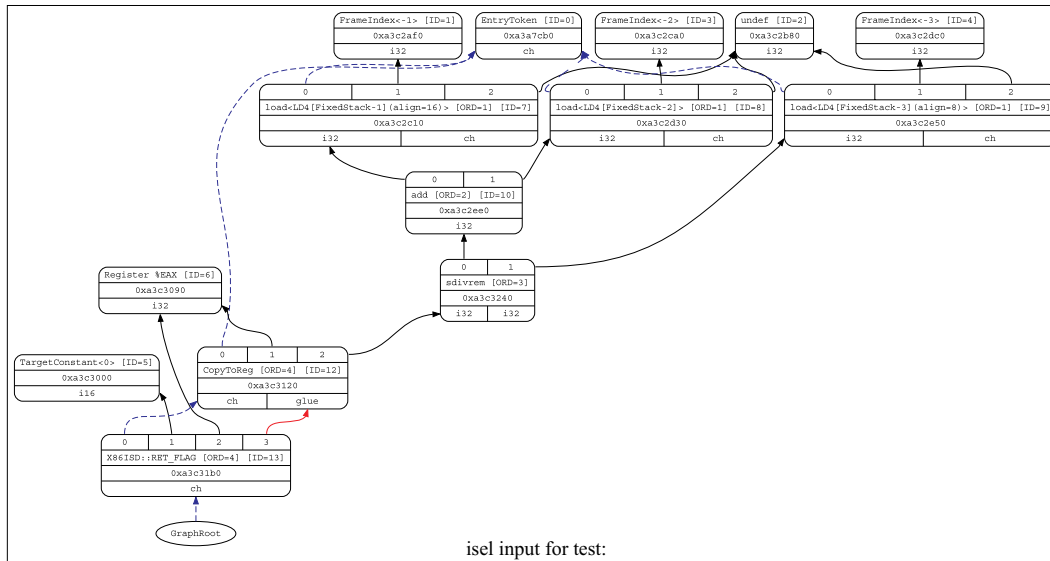 FrameIndex<-1> [ID=1]
0xa3c2af0
i32
EntryToken [ID=0]
0xa3a7cb0
ch
FrameIndex<-2> [ID=3]
0xa3c2ca0
i32
undef [ID=2]
0xa3c2b80
i32
FrameIndex<-3> [ID=4]
0xa3c2dc0
i32
0 1 2
load<LD4[FixedStack-1](align=16)> [ORD=1] [ID=7]
0xa3c2c10
i32 ch
0 1 2
load<LD4[FixedStack-2]> [ORD=1] [ID=8]
0xa3c2d30
i32 ch
0 1 2
load<LD4[FixedStack-3](align=8)> [ORD=1] [ID=9]
0xa3c2e50
i32 ch
0 1
add [ORD=2] [ID=10]
0xa3c2ee0
i32
0 1
sdivrem [ORD=3]
0xa3c3240
i32 i32
Register %EAX [ID=6]
0xa3c3090
i32
TargetConstant<0> [ID=5]
0xa3c3000
i16
0 1 2
CopyToReg [ORD=4] [ID=12]
0xa3c3120
ch glue
0 1 2 3
X86ISD::RET_FLAG [ORD=4] [ID=13]
0xa3c31b0
ch
GraphRoot
isel input for test: